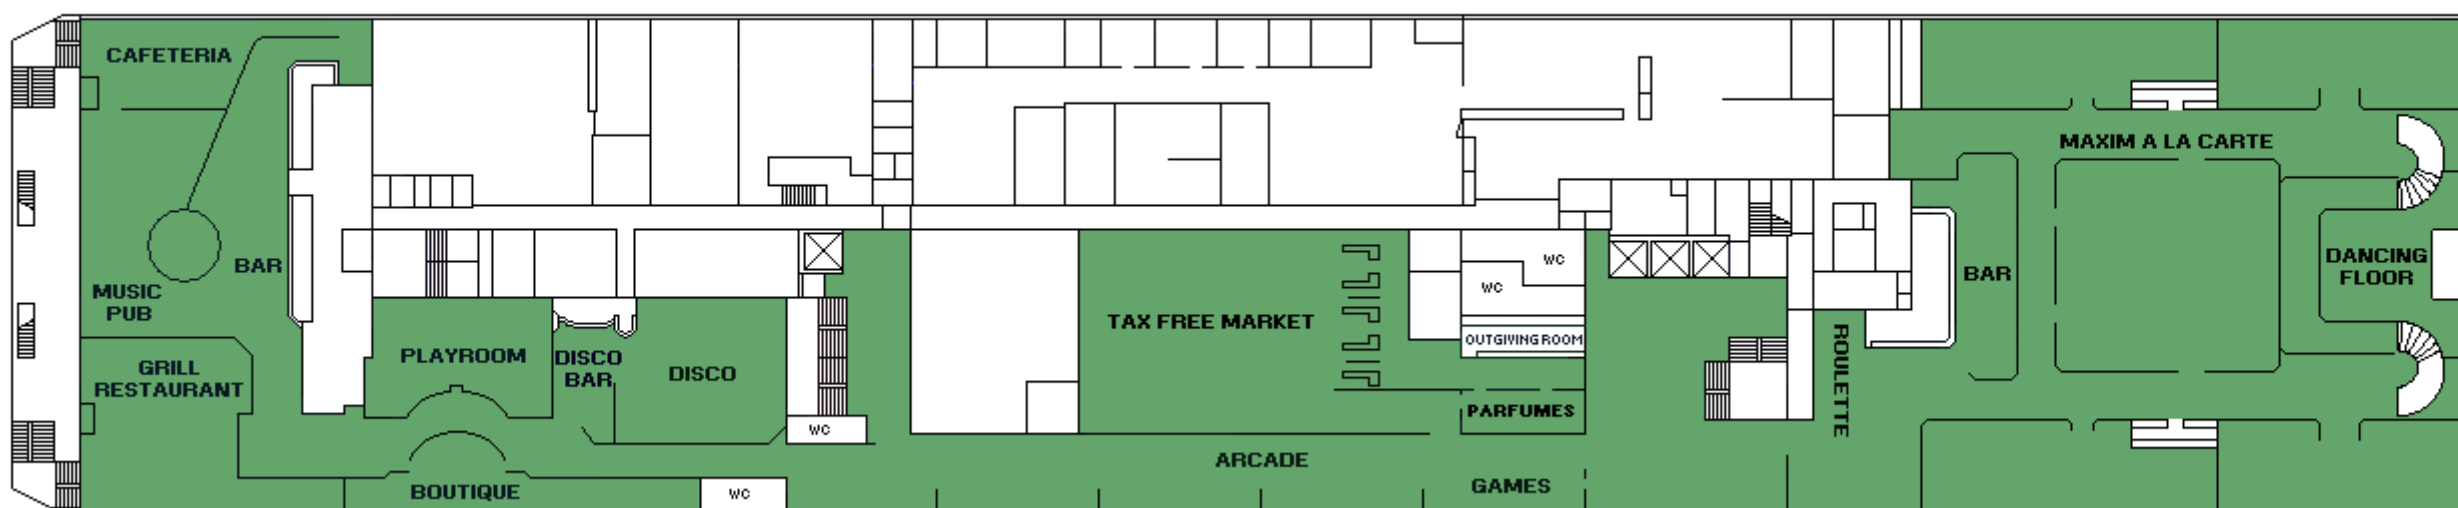 CAFETERIA
MUSIC
PUB
BAR
GRILL
RESTAURANT
PLAYROOM
DISCO
BAR
DISCO
WC
BOUTIQUE
WC
TAX FREE MARKET
WC
WC
OUTGIVING ROOM
PARFUMES
ARCADE
GAMES
ROULETTE
BAR
MAXIM A LA CARTE
DANCING
FLOOR